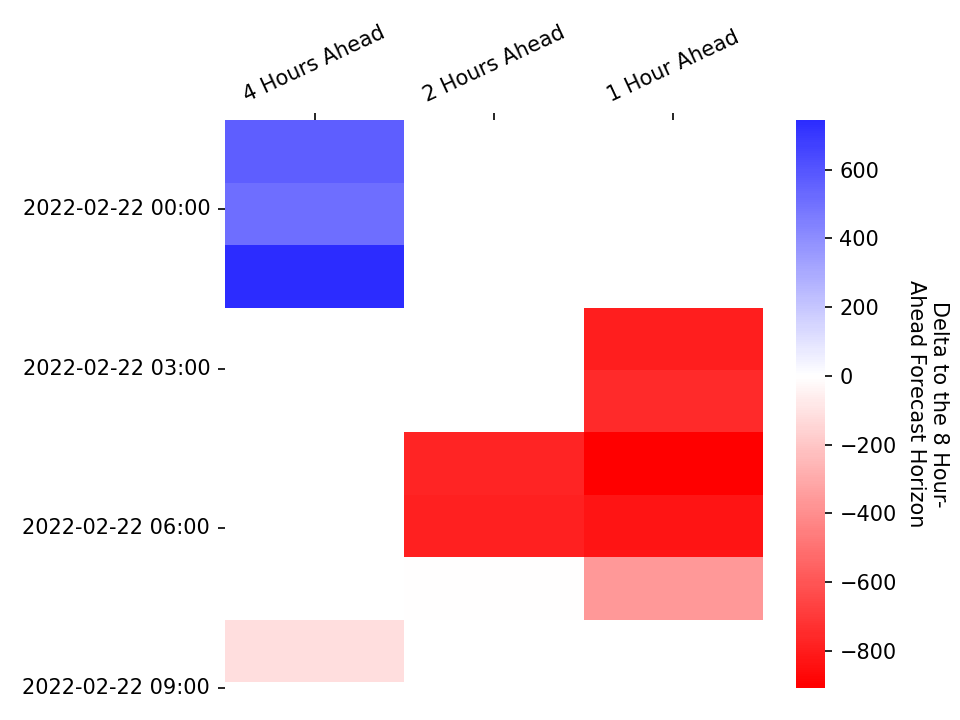 4 Hours Ahead
2 Hours Ahead
1 Hour Ahead
2022-02-22 00:00
2022-02-22 03:00
2022-02-22 06:00
2022-02-22 09:00
600
400
200
0
−200
−400
−600
−800
Delta to the 8 Hour-
Ahead Forecast Horizon